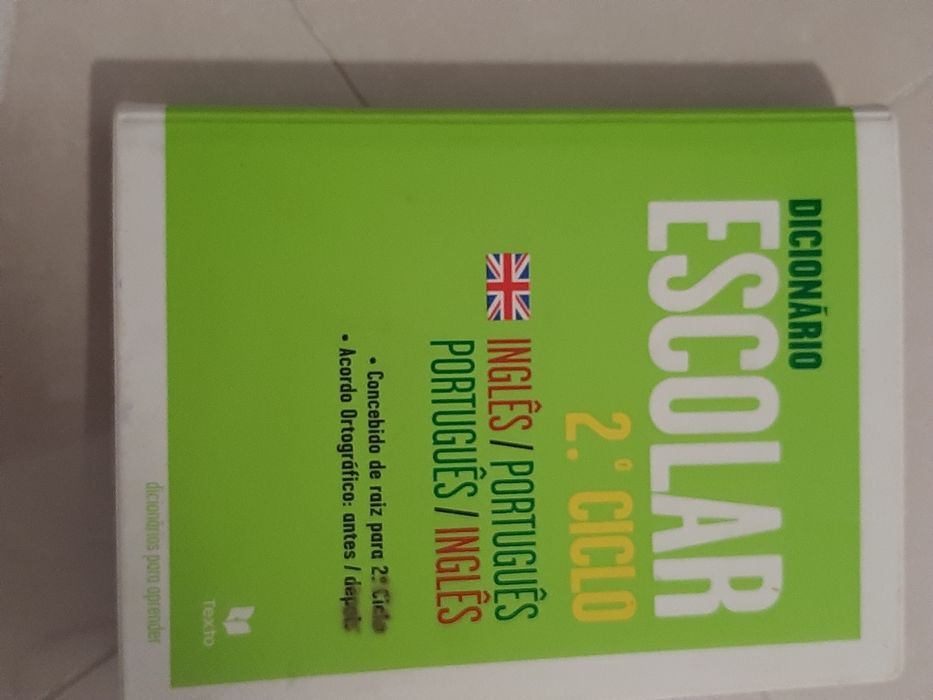 DICIONÁRIO
ESCOLAR
2.º CICLO
INGLÊS / PORTUGUÊS
PORTUGUÊS / INGLÊS
• Concebido de raiz para 2.º Ciclo
• Acordo Ortográfico: antes /
Texto
dicionários para aprender